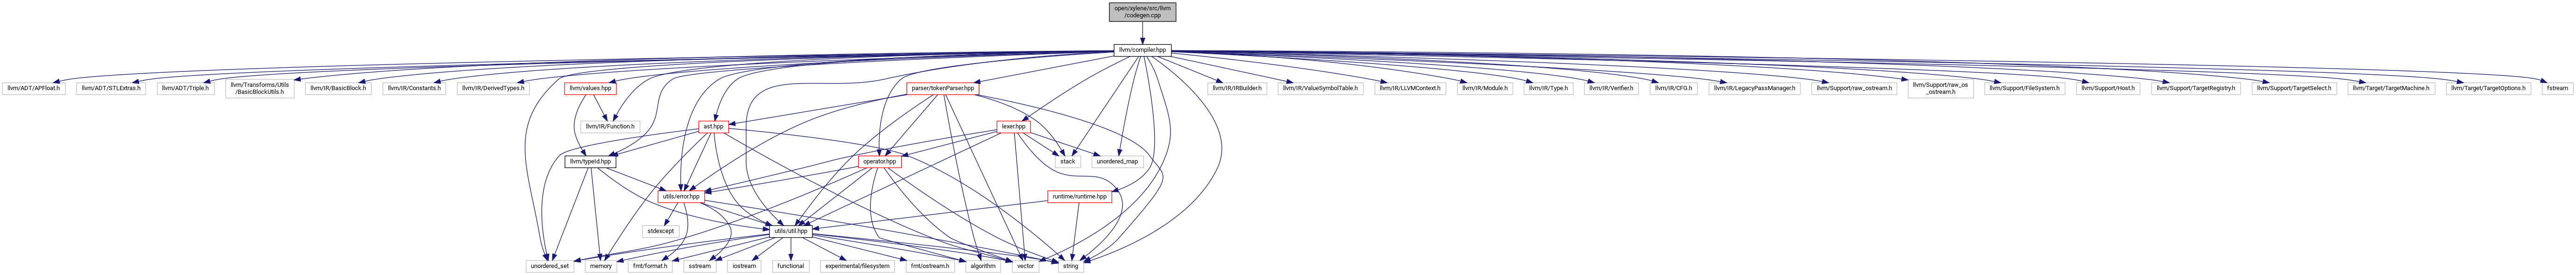 open/xylene/src/llvm
/codegen.cpp
llvm/compiler.hpp
llvm/ADT/APFloat.h
llvm/ADT/STLExtras.h
llvm/ADT/Triple.h
llvm/Transforms/Utils
/BasicBlockUtils.h
llvm/IR/BasicBlock.h
llvm/IR/Constants.h
llvm/IR/DerivedTypes.h
llvm/values.hpp
parser/tokenParser.hpp
llvm/IR/IRBuilder.h
llvm/IR/ValueSymbolTable.h
llvm/IR/LLVMContext.h
llvm/IR/Module.h
llvm/IR/Type.h
llvm/IR/Verifier.h
llvm/IR/CFG.h
llvm/IR/LegacyPassManager.h
llvm/Support/raw_ostream.h
llvm/Support/raw_os
_ostream.h
llvm/Support/FileSystem.h
llvm/Support/Host.h
llvm/Support/TargetRegistry.h
llvm/Support/TargetSelect.h
llvm/Target/TargetMachine.h
llvm/Target/TargetOptions.h
fstream
llvm/IR/Function.h
ast.hpp
lexer.hpp
llvm/typeId.hpp
operator.hpp
stack
unordered_map
utils/error.hpp
runtime/runtime.hpp
stdexcept
utils/util.hpp
unordered_set
memory
fmt/format.h
sstream
iostream
functional
experimental/filesystem
fmt/ostream.h
algorithm
vector
string